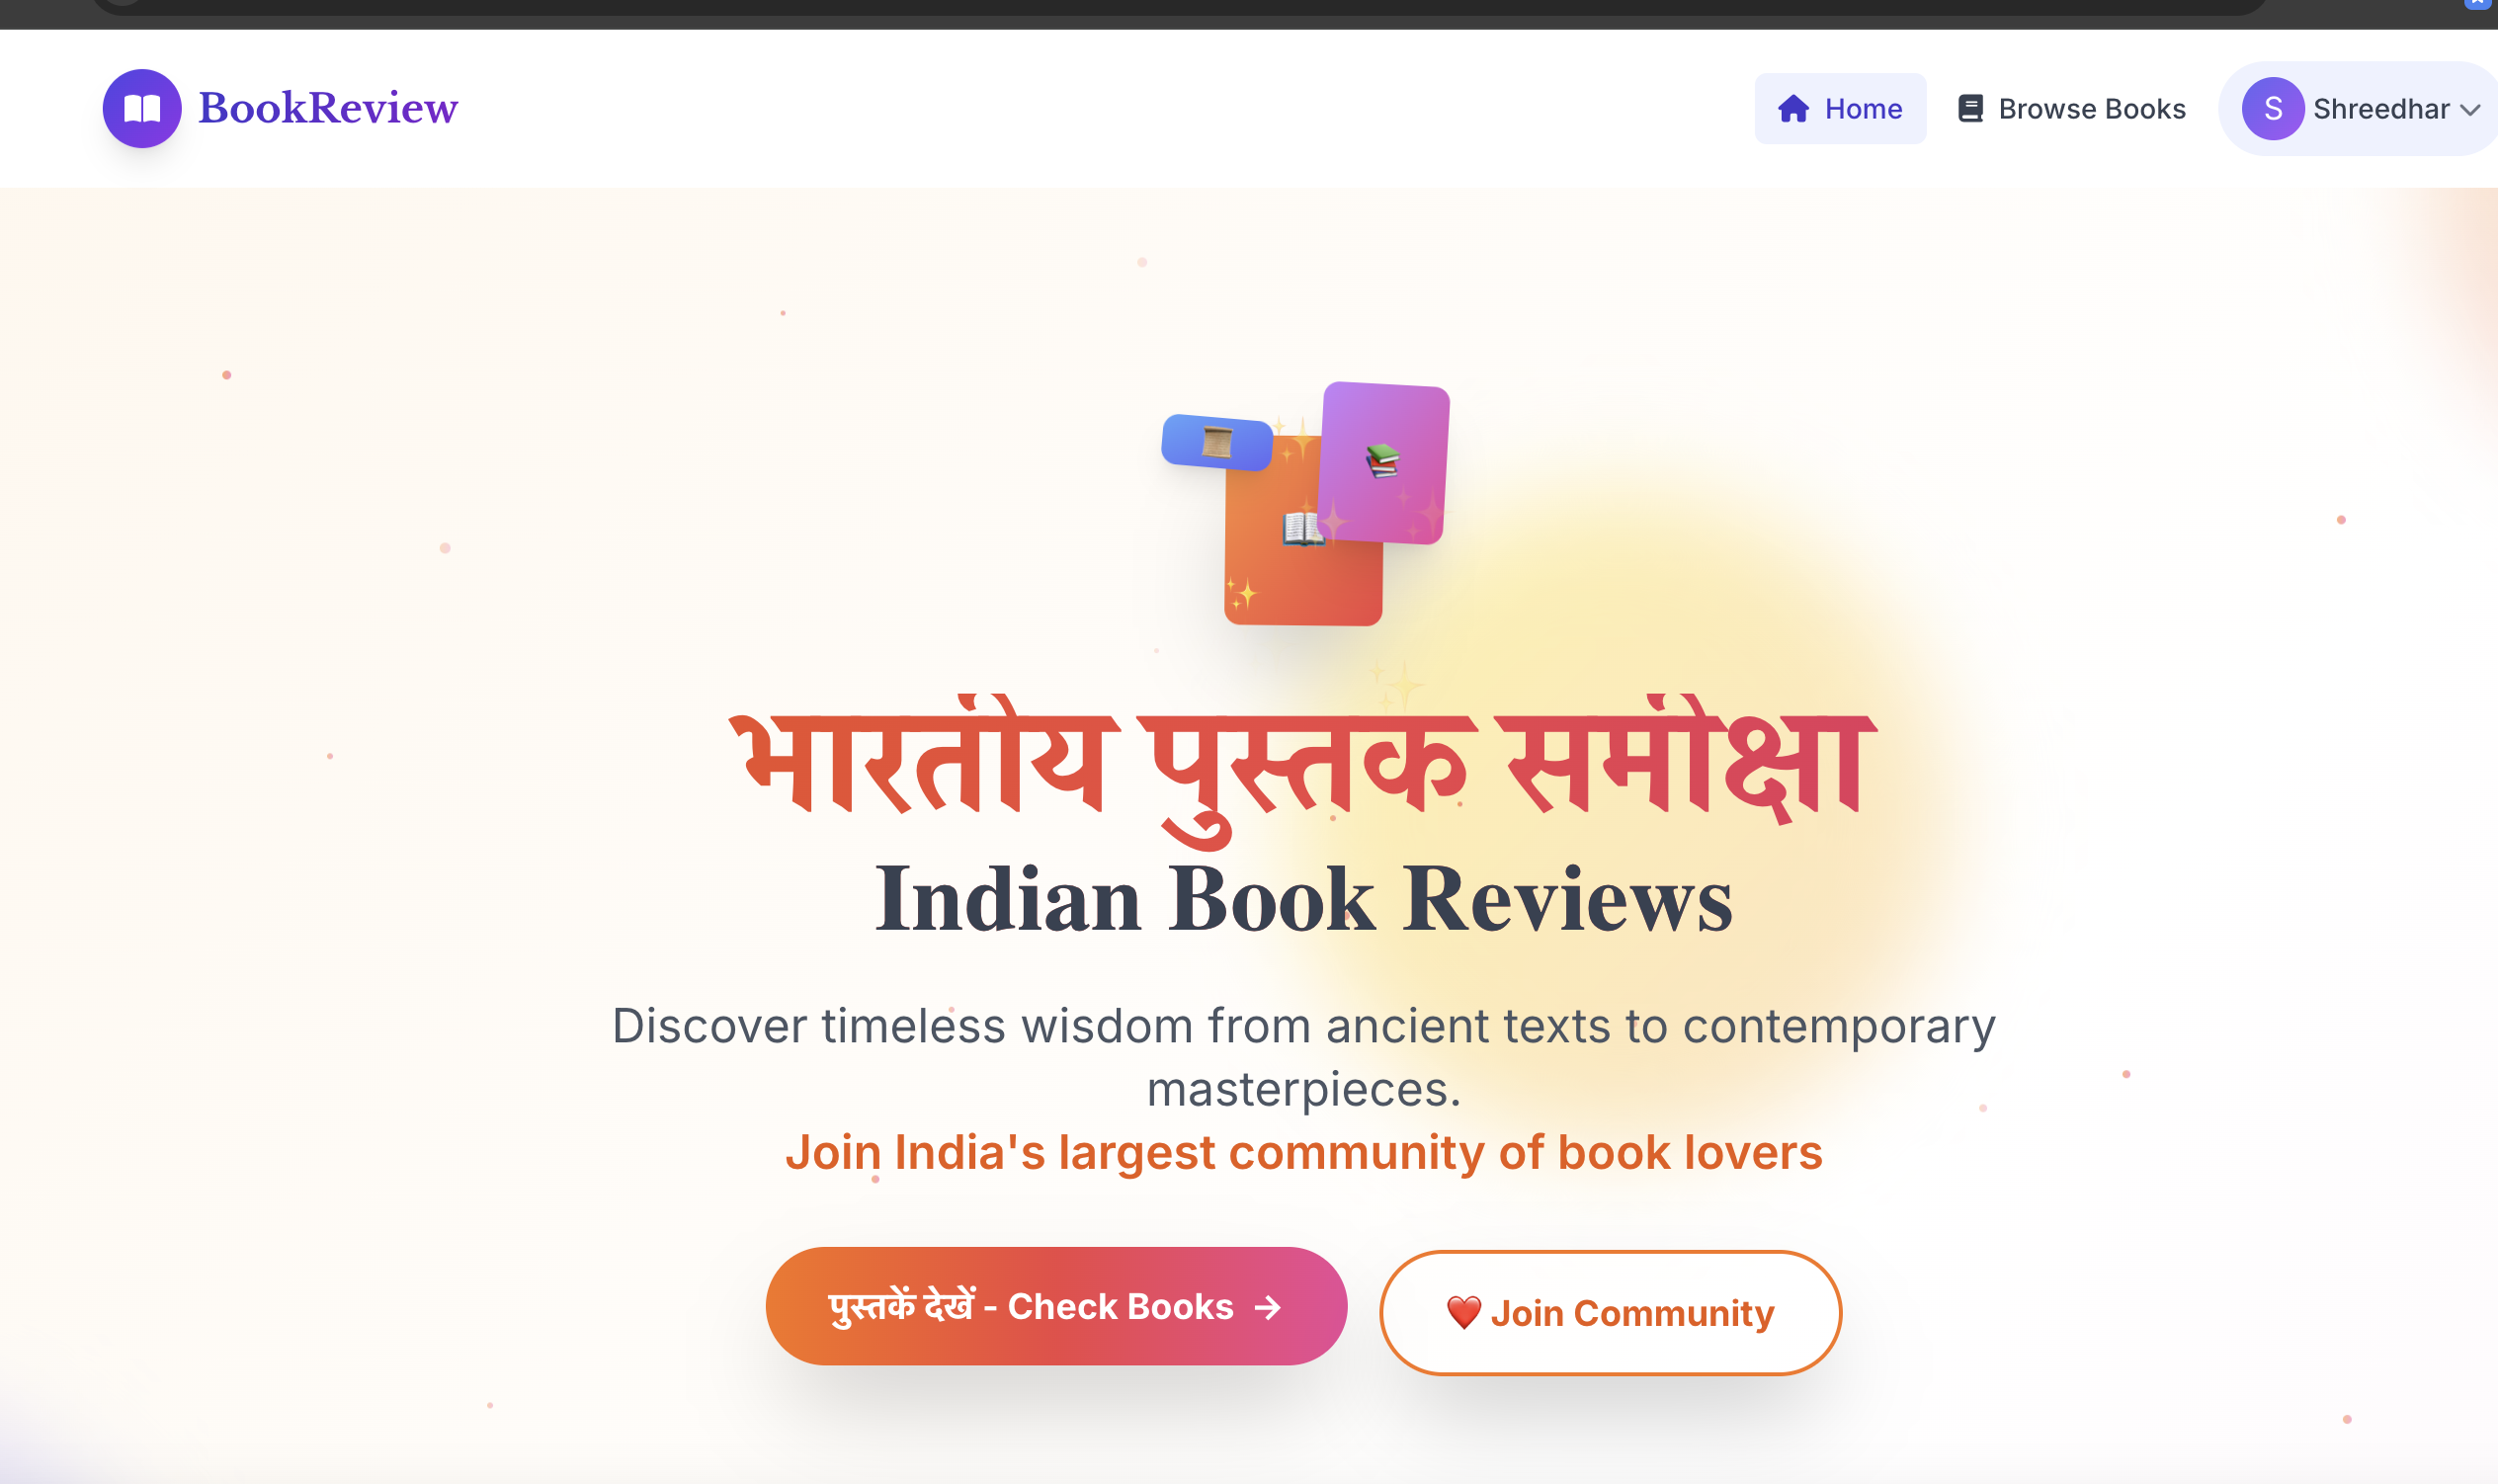 BookReview
Home
Browse Books
S
Shreedhar
भारतीय पुस्तक समीक्षा
Indian Book Reviews
Discover timeless wisdom from ancient texts to contemporary
masterpieces.
Join India's largest community of book lovers
पुस्तकें देखें - Check Books →
❤️ Join Community